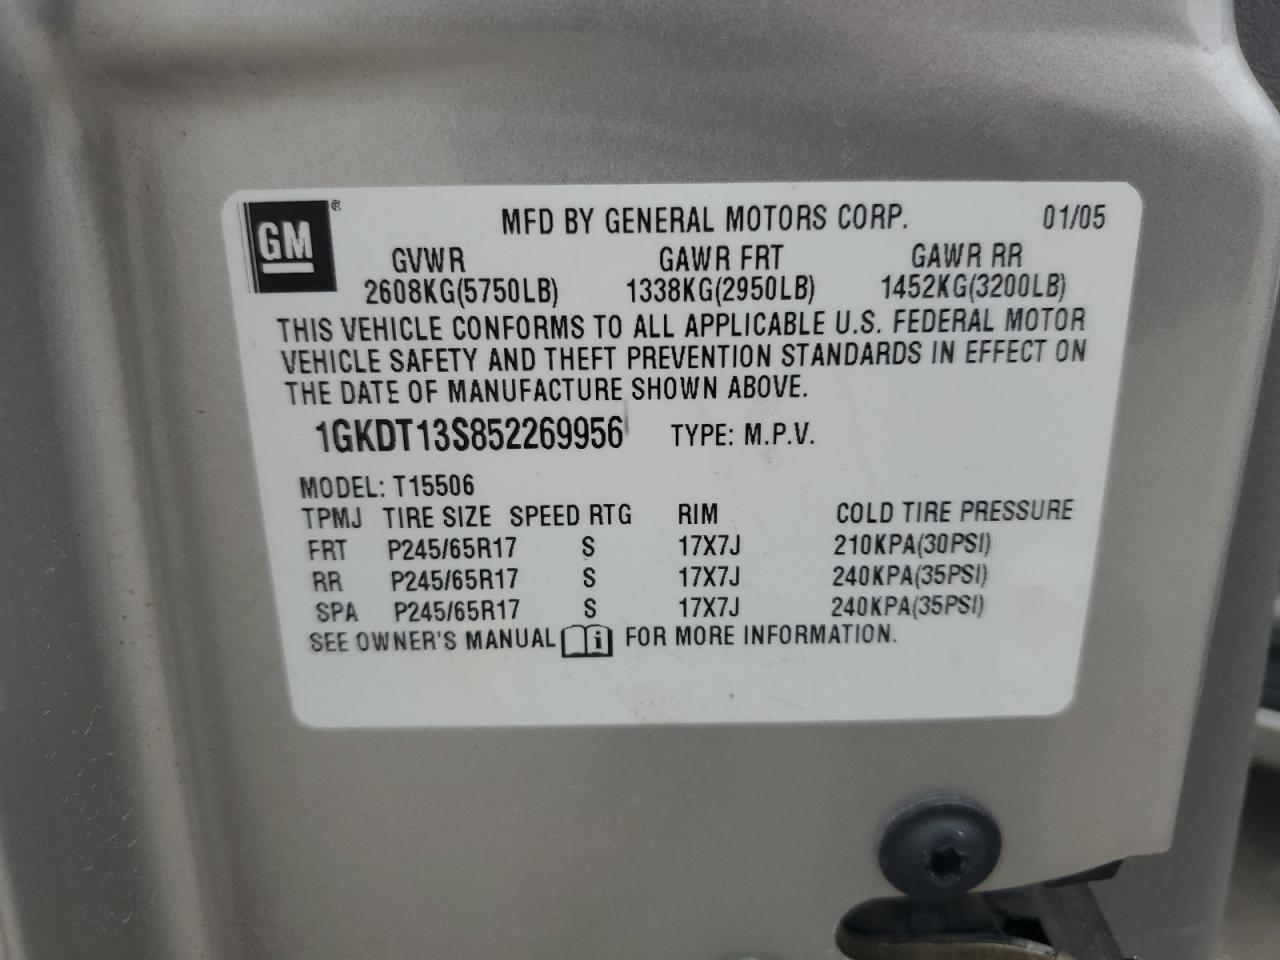 GM ® MFD BY GENERAL MOTORS CORP. 01/05
GVWR GAWR FRT GAWR RR
2608KG(5750LB) 1338KG(2950LB) 1452KG(3200LB)
THIS VEHICLE CONFORMS TO ALL APPLICABLE U.S. FEDERAL MOTOR
VEHICLE SAFETY AND THEFT PREVENTION STANDARDS IN EFFECT ON
THE DATE OF MANUFACTURE SHOWN ABOVE.
1GKDT13S852269956 TYPE: M.P.V.
MODEL: T15506
TPMJ TIRE SIZE SPEED RTG RIM COLD TIRE PRESSURE
FRT P245/65R17 S 17X7J 210KPA(30PSI)
RR P245/65R17 S 17X7J 240KPA(35PSI)
SPA P245/65R17 S 17X7J 240KPA(35PSI)
SEE OWNER'S MANUAL i FOR MORE INFORMATION.